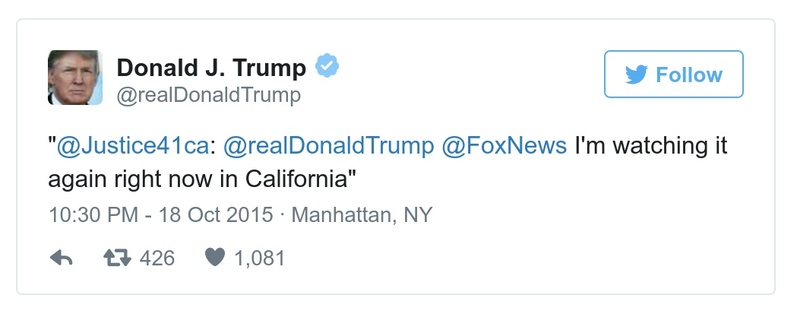 Donald J. Trump
@realDonaldTrump
Follow
"@Justice41ca: @realDonaldTrump @FoxNews I'm watching it
again right now in California"
10:30 PM - 18 Oct 2015 · Manhattan, NY
426 1,081